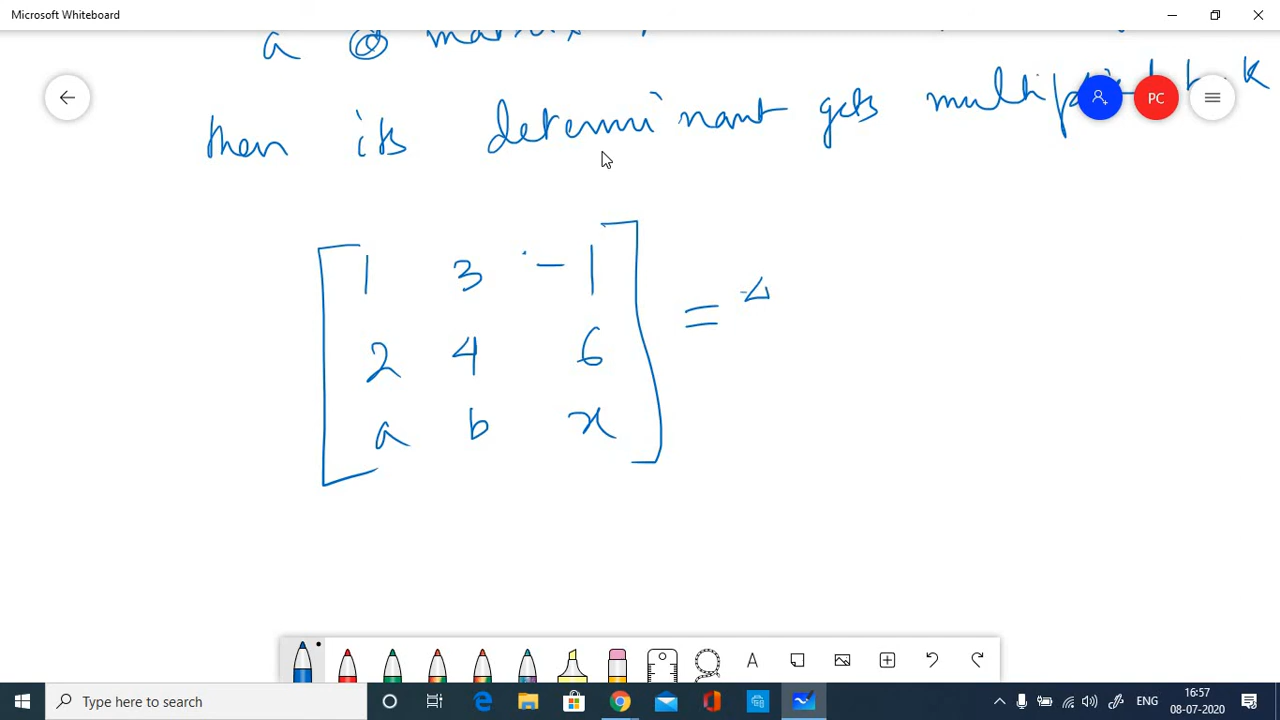 Microsoft Whiteboard
a matrix
then its determinant gets multiplied by k
PC
1 3 -1
2 4 6
a b x
= Δ
A
Type here to search
ENG
16:57
08-07-2020